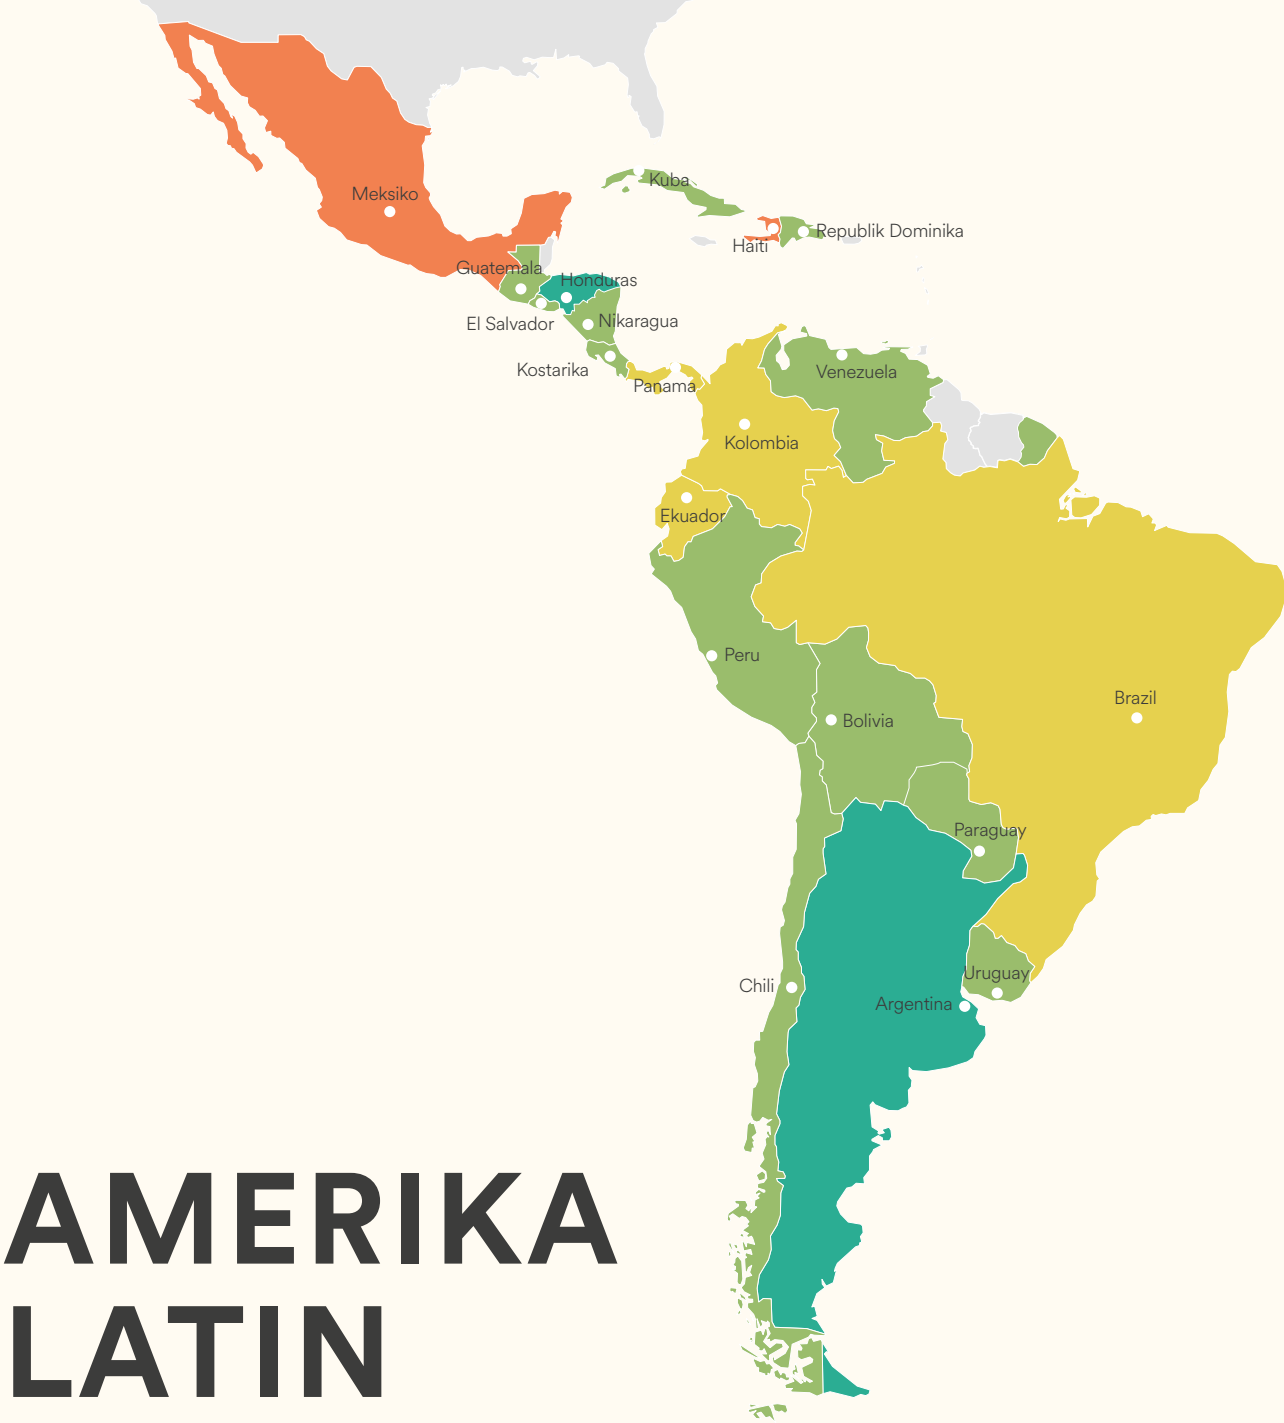 Meksiko
Kuba
Haiti
Republik Dominika
Guatemala
Honduras
El Salvador
Nikaragua
Kostarika
Panama
Venezuela
Kolombia
Ekuador
Peru
Brazil
Bolivia
Paraguay
Uruguay
Chili
Argentina
AMERIKA
LATIN